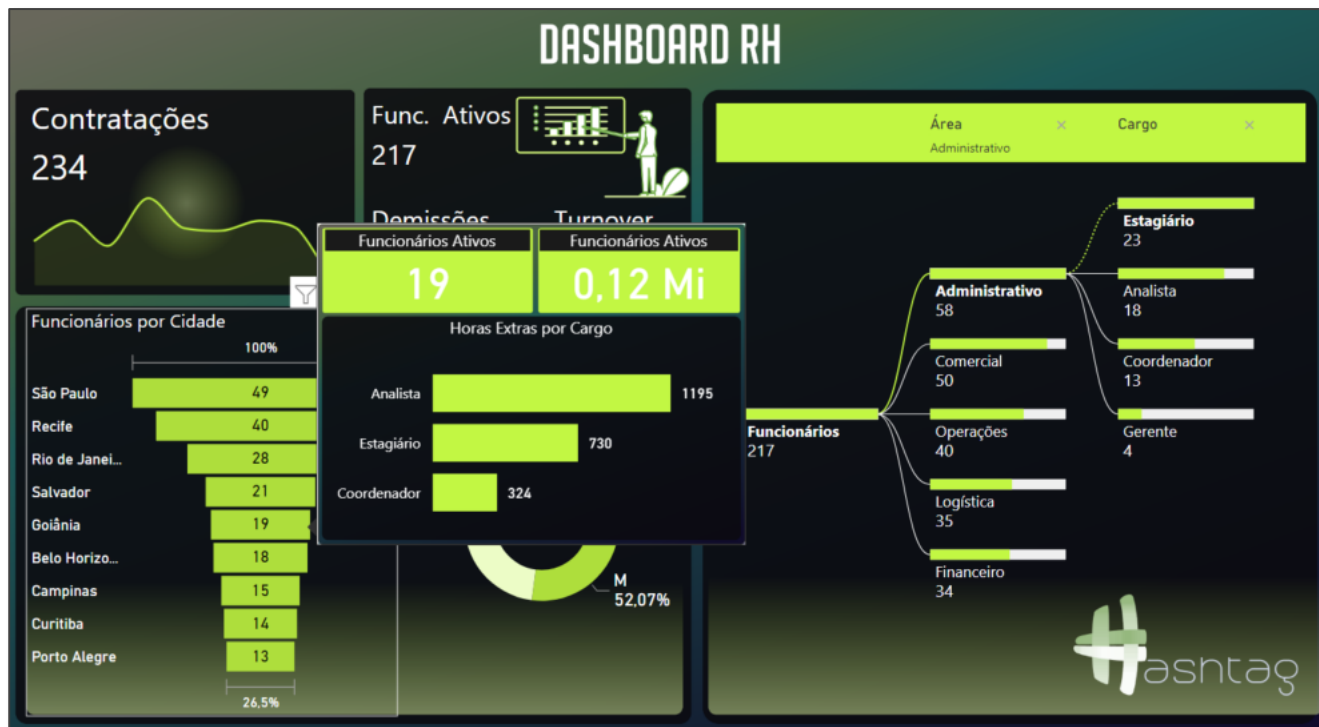 DASHBOARD RH
Contratações
234
Func. Ativos
217
Demissões
Turnover
Funcionários Ativos
19
Funcionários Ativos
0,12 Mi
Horas Extras por Cargo
Analista
1195
Estagiário
730
Coordenador
324
Funcionários por Cidade
100%
São Paulo
49
Recife
40
Rio de Janei...
28
Salvador
21
Goiânia
19
Belo Horizo...
18
Campinas
15
Curitiba
14
Porto Alegre
13
26,5%
M
52,07%
Área
Administrativo
Cargo
Funcionários
217
Administrativo
58
Comercial
50
Operações
40
Logística
35
Financeiro
34
Estagiário
23
Analista
18
Coordenador
13
Gerente
4
Hashtag